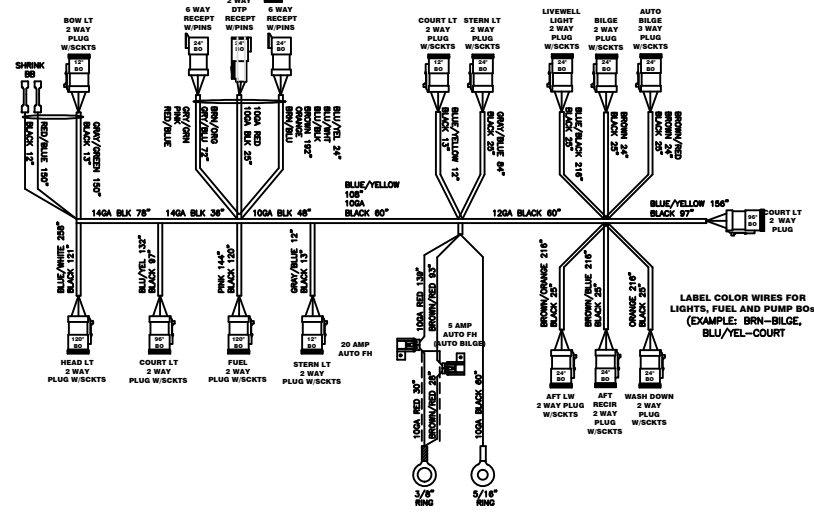 BOW LT
2 WAY
PLUG
W/SCKTS
6 WAY
RECEPT
W/PINS
2 WAY
DTP
RECEPT
W/PINS
6 WAY
RECEPT
W/PINS
COURT LT
2 WAY
PLUG
W/SCKTS
STERN LT
2 WAY
PLUG
W/SCKTS
LIVEWELL
LIGHT
2 WAY
PLUG
W/SCKTS
BILGE
2 WAY
PLUG
W/SCKTS
AUTO
BILGE
3 WAY
PLUG
W/SCKTS
SHRINK
BB
12"
BO
24"
BO
24"
BO
24"
BO
24"
BO
24"
BO
24"
BO
24"
BO
RED/BLUE 150"
BLACK 12"
GRAY/GREEN 150"
BLACK 13"
BRN/ORG
GRY/BLU 72"
GRY/GRN
PINK
RED/BLUE
10GA RED
10GA BLK 25"
BLU/YEL 24"
BLU/WHT
BLU/BLK
BROWN 192"
ORANGE
BRN/BLU
BLUE/YELLOW 12"
BLACK 13"
GRAY/BLUE 84"
BLACK 25"
BLUE/BLACK 216"
BLACK 25"
BROWN 24"
BLACK 25"
BROWN/RED
BROWN 24"
BLACK 25"
14GA BLK 78"
14GA BLK 36"
10GA BLK 48"
BLUE/YELLOW
108"
10GA
BLACK 60"
12GA BLACK 60"
BLUE/YELLOW 156"
BLACK 97"
96"
BO
COURT LT
2 WAY
PLUG
BLUE/WHITE 258"
BLACK 121"
BLU/YEL 132"
BLACK 97"
PINK 144"
BLACK 120"
GRAY/BLUE 12"
BLACK 13"
10GA RED 139"
BROWN/RED 93"
BROWN/ORANGE 216"
BLACK 25"
BROWN/BLUE 216"
BLACK 25"
ORANGE 216"
BLACK 25"
LABEL COLOR WIRES FOR
LIGHTS, FUEL AND PUMP BOs
(EXAMPLE: BRN-BILGE,
BLU/YEL-COURT
120"
BO
96"
BO
120"
BO
12"
BO
HEAD LT
2 WAY
PLUG W/SCKTS
COURT LT
2 WAY
PLUG W/SCKTS
FUEL
2 WAY
PLUG W/SCKTS
STERN LT
2 WAY
PLUG W/SCKTS
20 AMP
AUTO FH
5 AMP
AUTO FH
(AUTO BILGE)
24"
BO
24"
BO
24"
BO
AFT LW
2 WAY PLUG
W/SCKTS
AFT
RECIR
2 WAY
PLUG
W/SCKTS
WASH DOWN
2 WAY
PLUG
W/SCKTS
10GA RED 30"
BROWN/RED 28"
10GA BLACK 60"
3/8"
RING
5/16"
RING